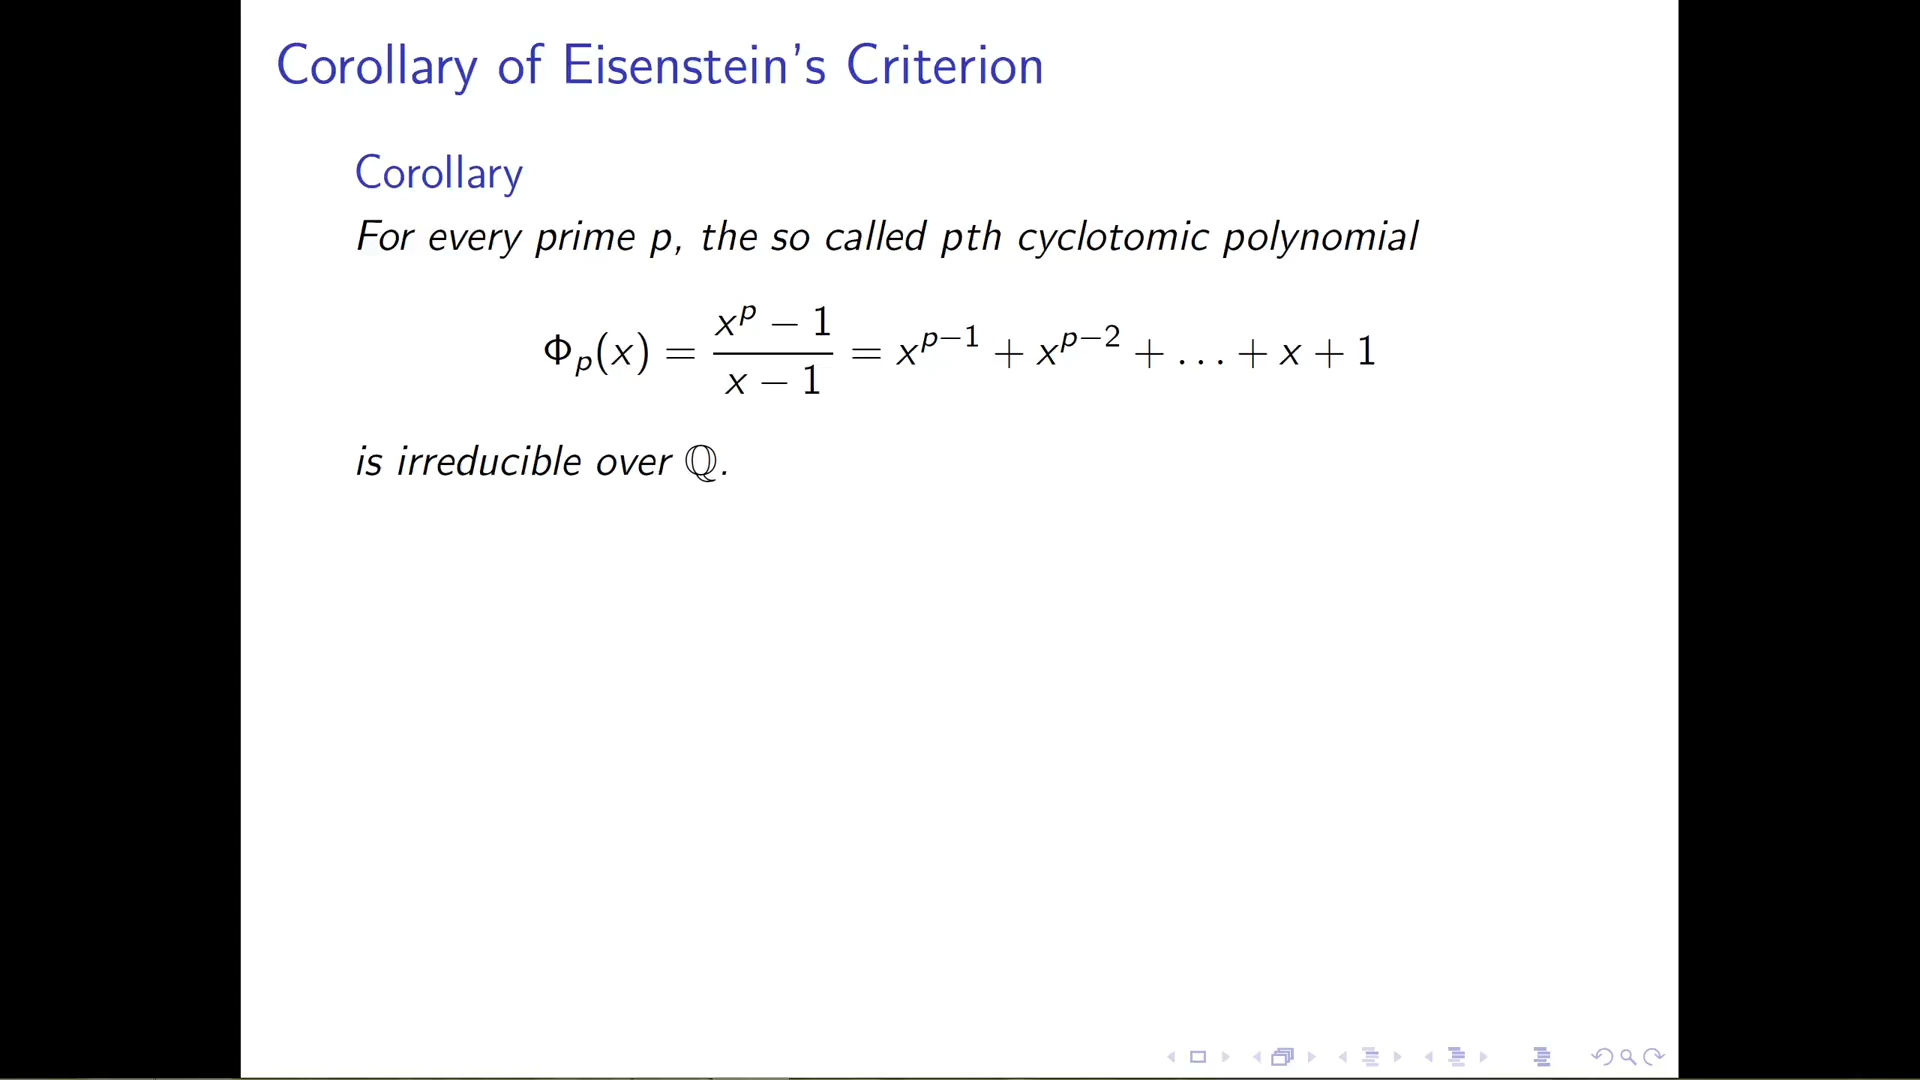 Corollary of Eisenstein's Criterion
Corollary
For every prime p, the so called pth cyclotomic polynomial
Φ_p(x) = \frac{x^p − 1}{x − 1} = x^{p−1} + x^{p−2} + . . . + x + 1
is irreducible over ℚ.